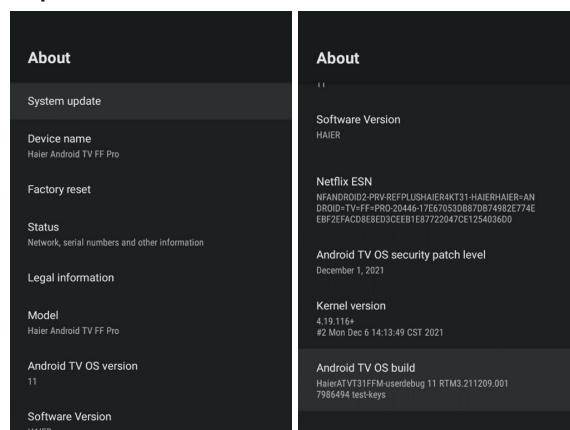 About
System update
Device name
Haier Android TV FF Pro
Factory reset
Status
Network, serial numbers and other information
Legal information
Model
Haier Android TV FF Pro
Android TV OS version
11
Software Version
HAIER
About
11
Software Version
HAIER
Netflix ESN
NFANDROID2-PRV-REFPLUSHAIER4KT31-HAIERHAIER=AN
DROID=TV=FF=PRO-20446-17E67053DB87DB74982E774E
EBF2EFACD8E8ED3CEEB1E87722047CE1254036D0
Android TV OS security patch level
December 1, 2021
Kernel version
4.19.116+
#2 Mon Dec 6 14:13:49 CST 2021
Android TV OS build
HaierATVT31FFM-userdebug 11 RTM3.211209.001
7986494 test-keys